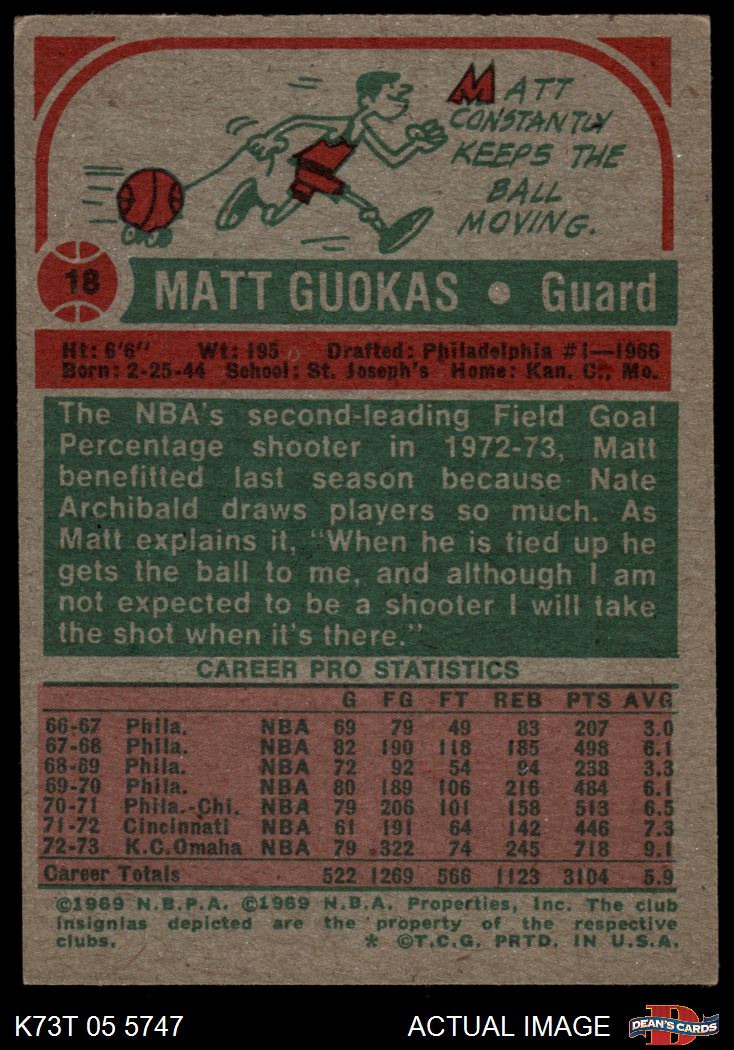 MATT
CONSTANTLY
KEEPS THE
BALL
MOVING.
18
MATT GUOKAS • Guard
Ht: 6'6" Wt: 195 Drafted: Philadelphia #1—1966
Born: 2-25-44 School: St. Joseph's Home: Kan. C., Mo.
The NBA's second-leading Field Goal
Percentage shooter in 1972-73, Matt
benefitted last season because Nate
Archibald draws players so much. As
Matt explains it, "When he is tied up he
gets the ball to me, and although I am
not expected to be a shooter I will take
the shot when it's there."
CAREER PRO STATISTICS
G FG FT REB PTS AVG
66-67 Phila. NBA 69 79 49 83 207 3.0
67-68 Phila. NBA 82 190 118 185 498 6.1
68-69 Phila. NBA 72 92 54 94 238 3.3
69-70 Phila. NBA 80 189 106 216 484 6.1
70-71 Phila.-Chi. NBA 79 206 101 158 513 6.5
71-72 Cincinnati NBA 61 191 64 142 446 7.3
72-73 K.C. Omaha NBA 79 322 74 245 718 9.1
Career Totals 522 1269 566 1123 3104 5.9
©1969 N.B.P.A. ©1969 N.B.A. Properties, Inc. The club
insignias depicted are the property of the respective
clubs. * ©T.C.G. PRTD. IN U.S.A.
K73T 05 5747 ACTUAL IMAGE DEAN'S CARDS